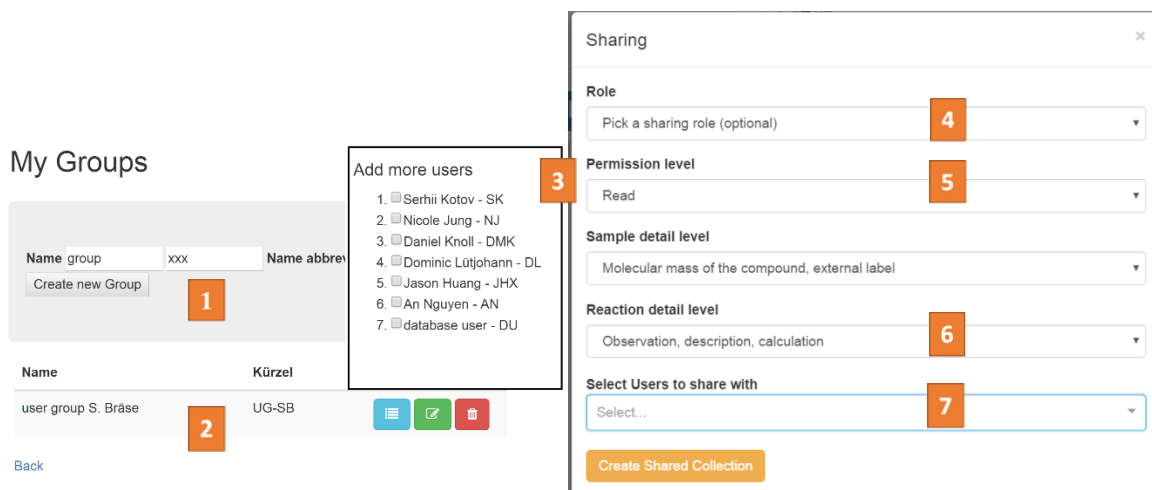 My Groups
Name group xxx Name abbrev
Create new Group
1
Name Kürzel
user group S. Bräse UG-SB
2
Back
Add more users
1. Serhii Kotov - SK
2. Nicole Jung - NJ
3. Daniel Knoll - DMK
4. Dominic Lütjohann - DL
5. Jason Huang - JHX
6. An Nguyen - AN
7. database user - DU
3
Sharing ×
Role
Pick a sharing role (optional)
4
Permission level
Read
5
Sample detail level
Molecular mass of the compound, external label
Reaction detail level
Observation, description, calculation
6
Select Users to share with
Select...
7
Create Shared Collection